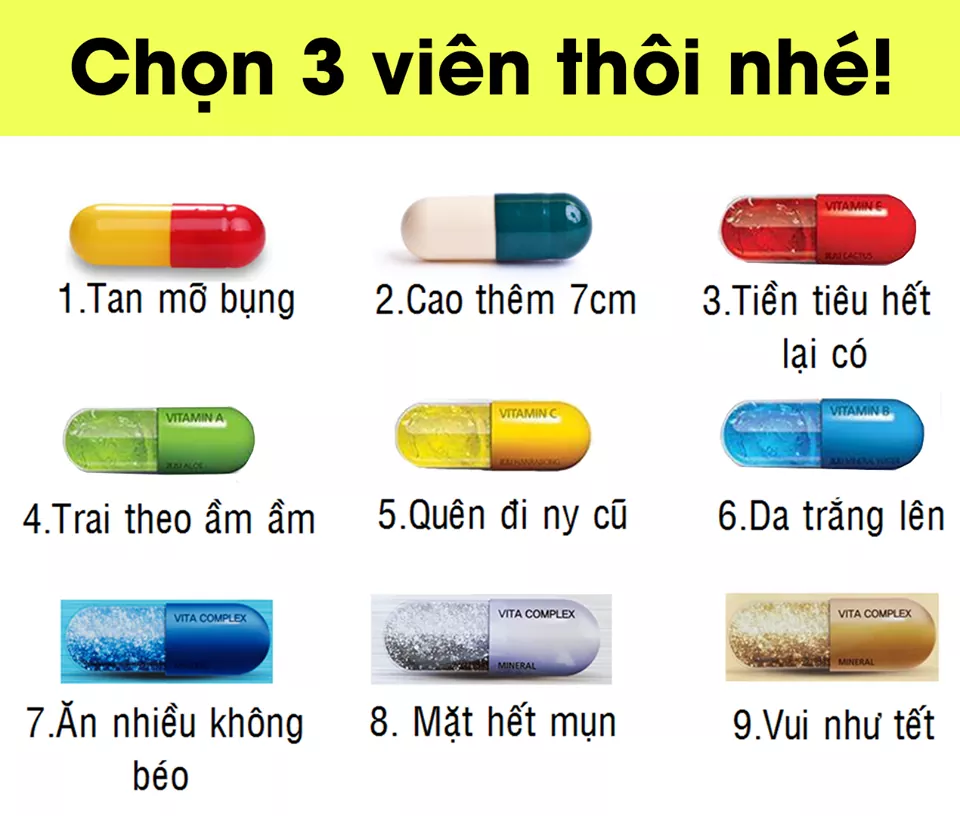 Chọn 3 viên thôi nhé!
VITAMIN E
JEJU CACTUS
1.Tan mỡ bụng
2.Cao thêm 7cm
3.Tiền tiêu hết
lại có
VITAMIN A
JEJU ALOE
VITAMIN C
JEJU HANRABONG
VITAMIN B
JEJU MINERAL WATER
4.Trai theo ầm ầm
5.Quên đi ny cũ
6.Da trắng lên
VITA COMPLEX
VITA COMPLEX
MINERAL
VITA COMPLEX
MINERAL
7.Ăn nhiều không
béo
8. Mặt hết mụn
9.Vui như tết